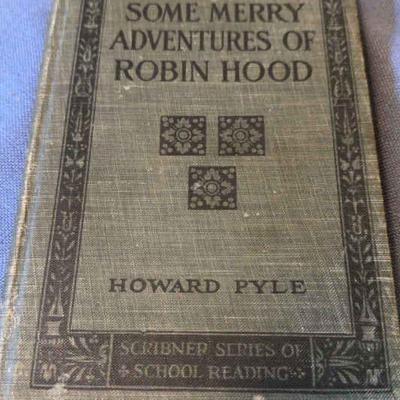 SOME MERRY
ADVENTURES OF
ROBIN HOOD
HOWARD PYLE
SCRIBNER SERIES OF
SCHOOL READING